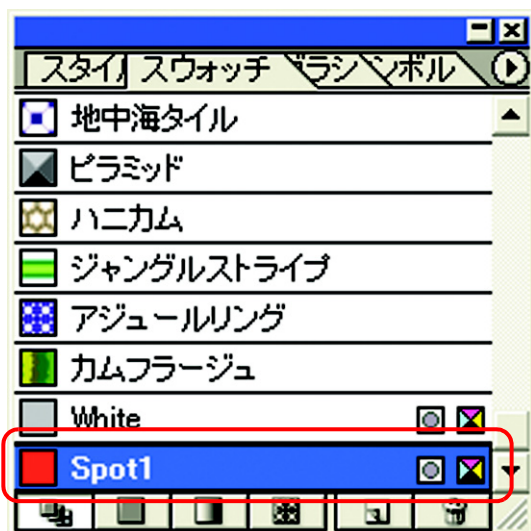 スタイル スウォッチ ブラシ シンボル
地中海タイル
ピラミッド
ハニカム
ジャングルストライプ
アジュールリング
カムフラージュ
White
Spot1